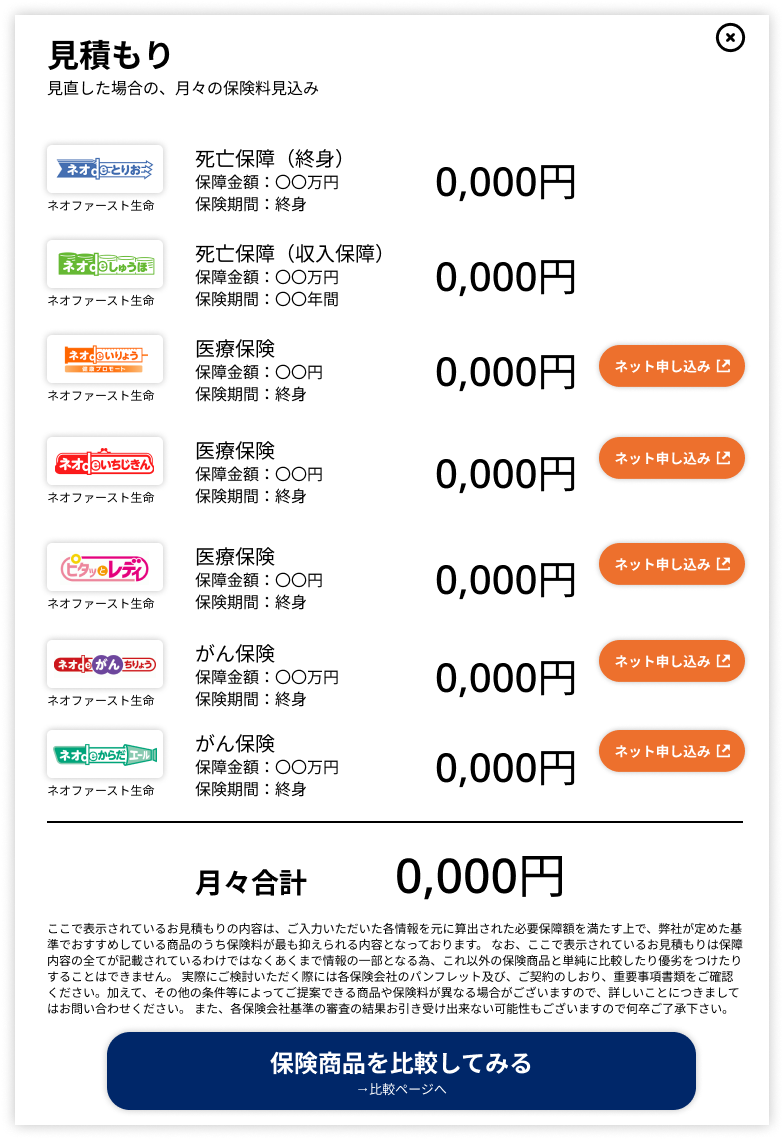 見積もり
見直した場合の、月々の保険料見込み
ネオdeとりお
ネオファースト生命
死亡保障（終身）
保障金額：〇〇万円
保険期間：終身
0,000円
ネオdeしゅうほ
ネオファースト生命
死亡保障（収入保障）
保障金額：〇〇万円
保険期間：〇〇年間
0,000円
ネオdeいりょう
健康プロモート
ネオファースト生命
医療保険
保障金額：〇〇円
保険期間：終身
0,000円
ネット申し込み
ネオdeいちじきん
ネオファースト生命
医療保険
保障金額：〇〇円
保険期間：終身
0,000円
ネット申し込み
ピタッとレディ
ネオファースト生命
医療保険
保障金額：〇〇円
保険期間：終身
0,000円
ネット申し込み
ネオdeがんちりょう
ネオファースト生命
がん保険
保障金額：〇〇万円
保険期間：終身
0,000円
ネット申し込み
ネオdeからだエール
ネオファースト生命
がん保険
保障金額：〇〇万円
保険期間：終身
0,000円
ネット申し込み
月々合計
0,000円
ここで表示されているお見積もりの内容は、ご入力いただいた各情報を元に算出された必要保障額を満たす上で、弊社が定めた基
準でおすすめしている商品のうち保険料が最も抑えられる内容となっております。 なお、ここで表示されているお見積もりは保障
内容の全てが記載されているわけではなくあくまで情報の一部となる為、これ以外の保険商品と単純に比較したり優劣をつけたり
することはできません。 実際にご検討いただく際には各保険会社のパンフレット及び、ご契約のしおり、重要事項書類をご確認
ください。加えて、その他の条件等によってご提案できる商品や保険料が異なる場合がございますので、詳しいことにつきまして
はお問い合わせください。 また、各保険会社基準の審査の結果お引き受け出来ない可能性もございますので何卒ご了承下さい。
保険商品を比較してみる
→比較ページへ